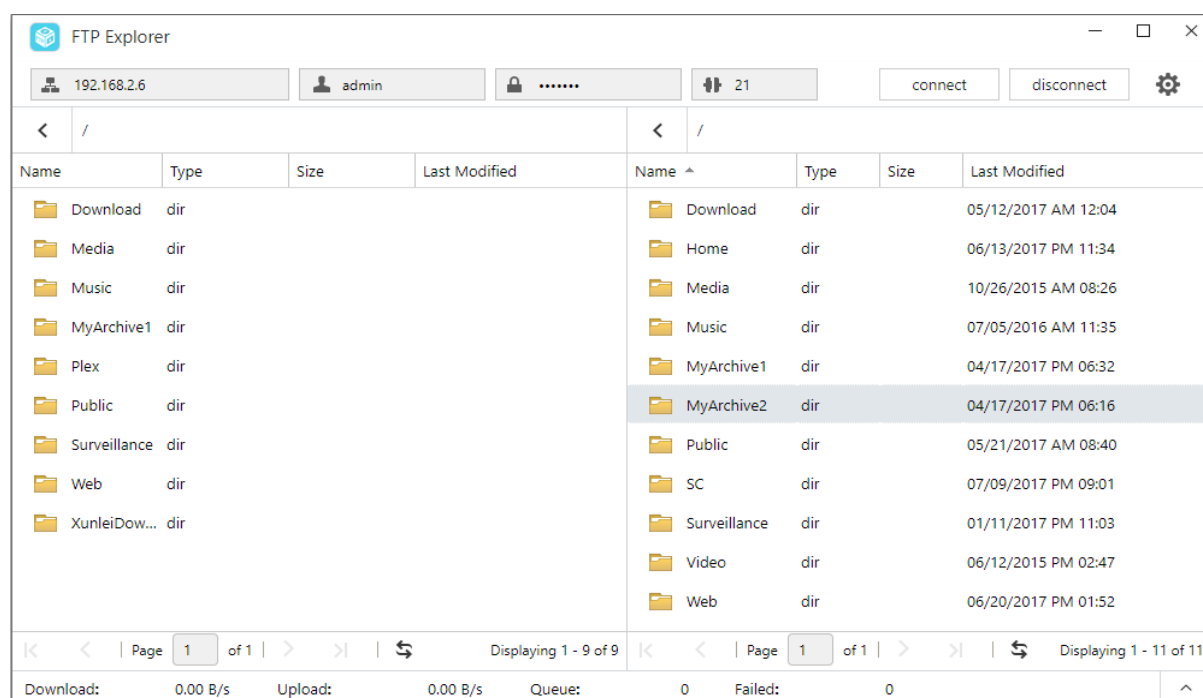 FTP Explorer
192.168.2.6 admin ••••••• 21 connect disconnect
/ /
Name Type Size Last Modified Name Type Size Last Modified
Download dir Download dir 05/12/2017 AM 12:04
Media dir Home dir 06/13/2017 PM 11:34
Music dir Media dir 10/26/2015 AM 08:26
MyArchive1 dir Music dir 07/05/2016 AM 11:35
Plex dir MyArchive1 dir 04/17/2017 PM 06:32
Public dir MyArchive2 dir 04/17/2017 PM 06:16
Surveillance dir Public dir 05/21/2017 AM 08:40
Web dir SC dir 07/09/2017 PM 09:01
XunleiDow... dir Surveillance dir 01/11/2017 PM 11:03
Video dir 06/12/2015 PM 02:47
Web dir 06/20/2017 PM 01:52
Page 1 of 1 Displaying 1 - 9 of 9 Page 1 of 1 Displaying 1 - 11 of 11
Download: 0.00 B/s Upload: 0.00 B/s Queue: 0 Failed: 0